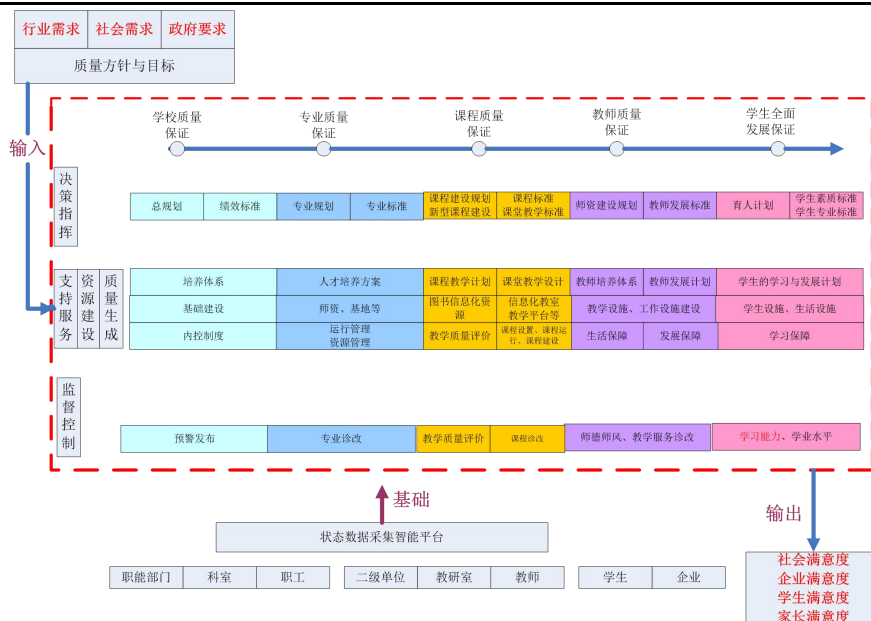 行业需求 社会需求 政府要求
质量方针与目标
输入
学校质量
保证
专业质量
保证
课程质量
保证
教师质量
保证
学生全面
发展保证
决策指挥
总规划 绩效标准 专业规划 专业标准
课程建设规划
新型课程建设
课程标准
课堂教学标准
师资建设规划 教师发展标准 育人计划
学生素质标准
学生专业标准
支持服务
资源建设
质量生成
培养体系 人才培养方案 课程教学计划 课堂教学设计 教师培养体系 教师发展计划 学生的学习与发展计划
基础建设 师资、基地等
图书信息化资
源
信息化教室
教学平台等
教学设施、工作设施建设 学生设施、生活设施
内控制度
运行管理
资源管理
教学质量评价
课程设置、课程运
行、课程建设
生活保障 发展保障 学习保障
监督控制
预警发布 专业诊改 教学质量评价 课程诊改 师德师风、教学服务诊改 学习能力、学业水平
基础
输出
状态数据采集智能平台
职能部门 科室 职工 二级单位 教研室 教师 学生 企业
社会满意度
企业满意度
学生满意度
家长满意度